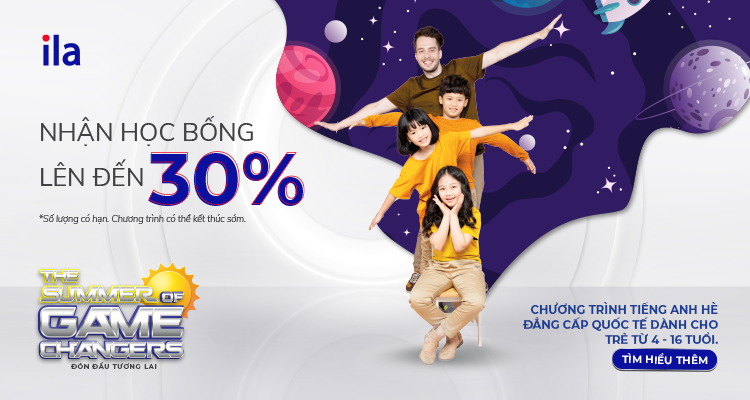 ila
NHẬN HỌC BỔNG
LÊN ĐẾN 30%
*Số lượng có hạn. Chương trình có thể kết thúc sớm.
THE
SUMMER OF
GAME
CHANGERS
ĐÓN ĐẦU TƯƠNG LAI
CHƯƠNG TRÌNH TIẾNG ANH HÈ
ĐẲNG CẤP QUỐC TẾ DÀNH CHO
TRẺ TỪ 4 - 16 TUỔI.
TÌM HIỂU THÊM